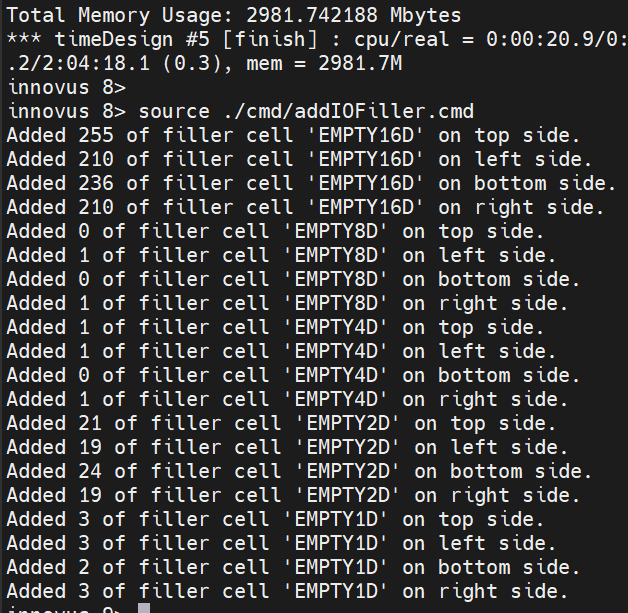 Total Memory Usage: 2981.742188 Mbytes
*** timeDesign #5 [finish] : cpu/real = 0:00:20.9/0:
.2/2:04:18.1 (0.3), mem = 2981.7M
innovus 8>
innovus 8> source ./cmd/addIOFiller.cmd
Added 255 of filler cell 'EMPTY16D' on top side.
Added 210 of filler cell 'EMPTY16D' on left side.
Added 236 of filler cell 'EMPTY16D' on bottom side.
Added 210 of filler cell 'EMPTY16D' on right side.
Added 0 of filler cell 'EMPTY8D' on top side.
Added 1 of filler cell 'EMPTY8D' on left side.
Added 0 of filler cell 'EMPTY8D' on bottom side.
Added 1 of filler cell 'EMPTY8D' on right side.
Added 1 of filler cell 'EMPTY4D' on top side.
Added 1 of filler cell 'EMPTY4D' on left side.
Added 0 of filler cell 'EMPTY4D' on bottom side.
Added 1 of filler cell 'EMPTY4D' on right side.
Added 21 of filler cell 'EMPTY2D' on top side.
Added 19 of filler cell 'EMPTY2D' on left side.
Added 24 of filler cell 'EMPTY2D' on bottom side.
Added 19 of filler cell 'EMPTY2D' on right side.
Added 3 of filler cell 'EMPTY1D' on top side.
Added 3 of filler cell 'EMPTY1D' on left side.
Added 2 of filler cell 'EMPTY1D' on bottom side.
Added 3 of filler cell 'EMPTY1D' on right side.
innovus 9>